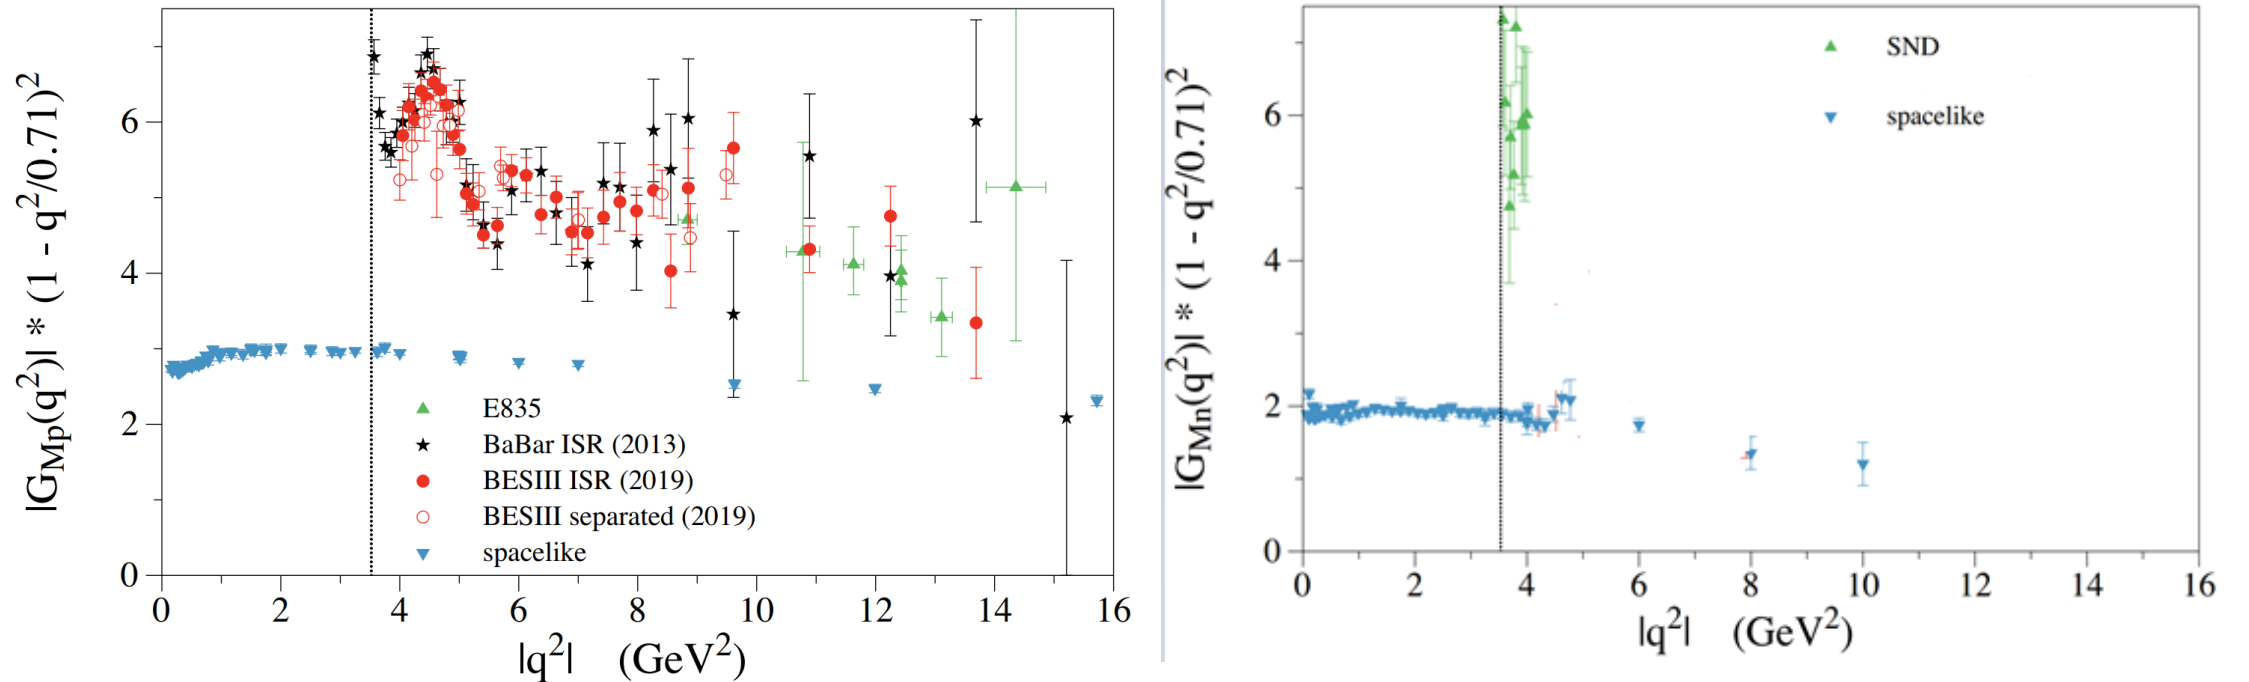 |G_Mp(q²)| * (1 - q²/0.71)²
6
4
2
0
E835
BaBar ISR (2013)
BESIII ISR (2019)
BESIII separated (2019)
spacelike
0 2 4 6 8 10 12 14 16
|q²| (GeV²)
|G_Mn(q²)| * (1 - q²/0.71)²
6
4
2
0
SND
spacelike
0 2 4 6 8 10 12 14 16
|q²| (GeV²)